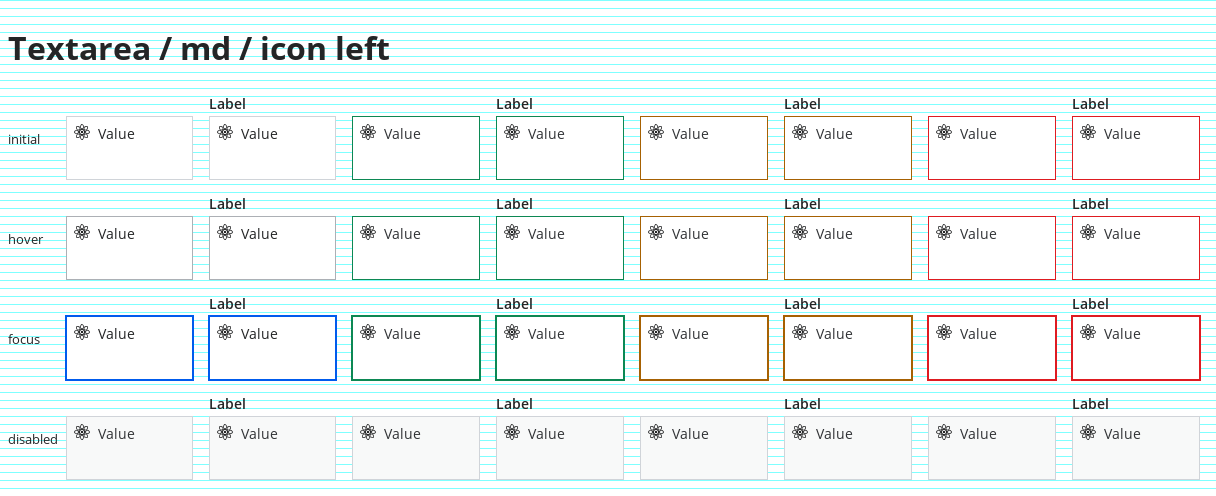 Textarea / md / icon left
Label Label Label Label
initial Value Value Value Value Value Value Value Value
Label Label Label Label
hover Value Value Value Value Value Value Value Value
Label Label Label Label
focus Value Value Value Value Value Value Value Value
Label Label Label Label
disabled Value Value Value Value Value Value Value Value